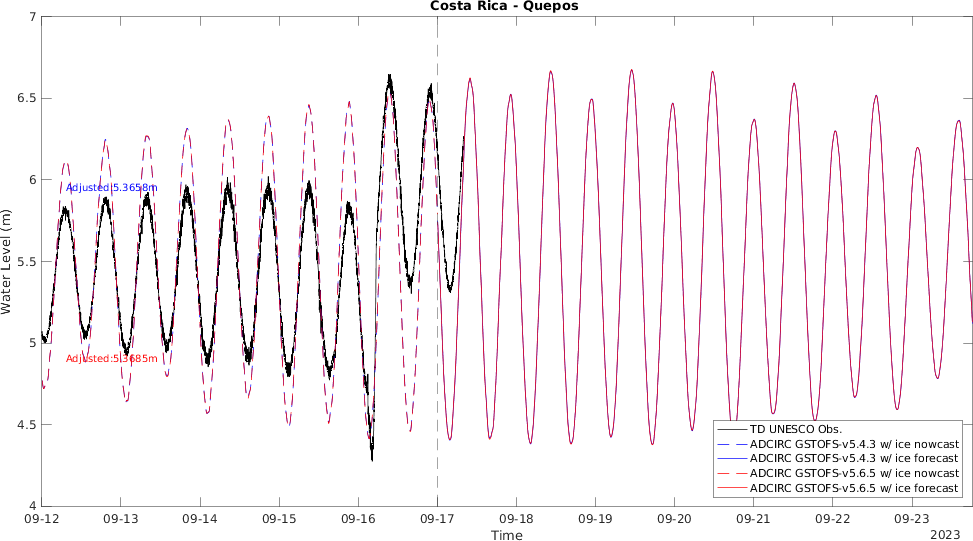 Costa Rica - Quepos
7
6.5
6
5.5
5
4.5
4
Water Level (m)
Adjusted:5.3658m
Adjusted:5.3685m
TD UNESCO Obs.
ADCIRC GSTOFS-v5.4.3 w/ ice nowcast
ADCIRC GSTOFS-v5.4.3 w/ ice forecast
ADCIRC GSTOFS-v5.6.5 w/ ice nowcast
ADCIRC GSTOFS-v5.6.5 w/ ice forecast
09-12 09-13 09-14 09-15 09-16 09-17 09-18 09-19 09-20 09-21 09-22 09-23
Time
2023